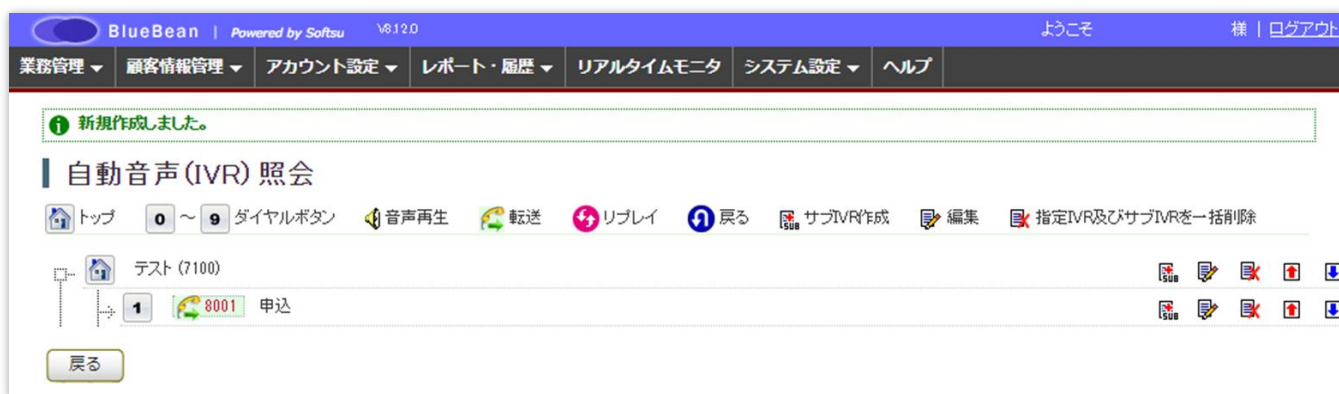 BlueBean | Powered by Softsu V8.12.0 ようこそ 様 | ログアウト
業務管理 顧客情報管理 アカウント設定 レポート・履歴 リアルタイムモニタ システム設定 ヘルプ
新規作成しました。
自動音声(IVR) 照会
トップ 0 ～ 9 ダイヤルボタン 音声再生 転送 リプレイ 戻る SUB サブIVR作成 編集 指定IVR及びサブIVRを一括削除
テスト (7100) SUB
1 8001 申込 SUB
戻る